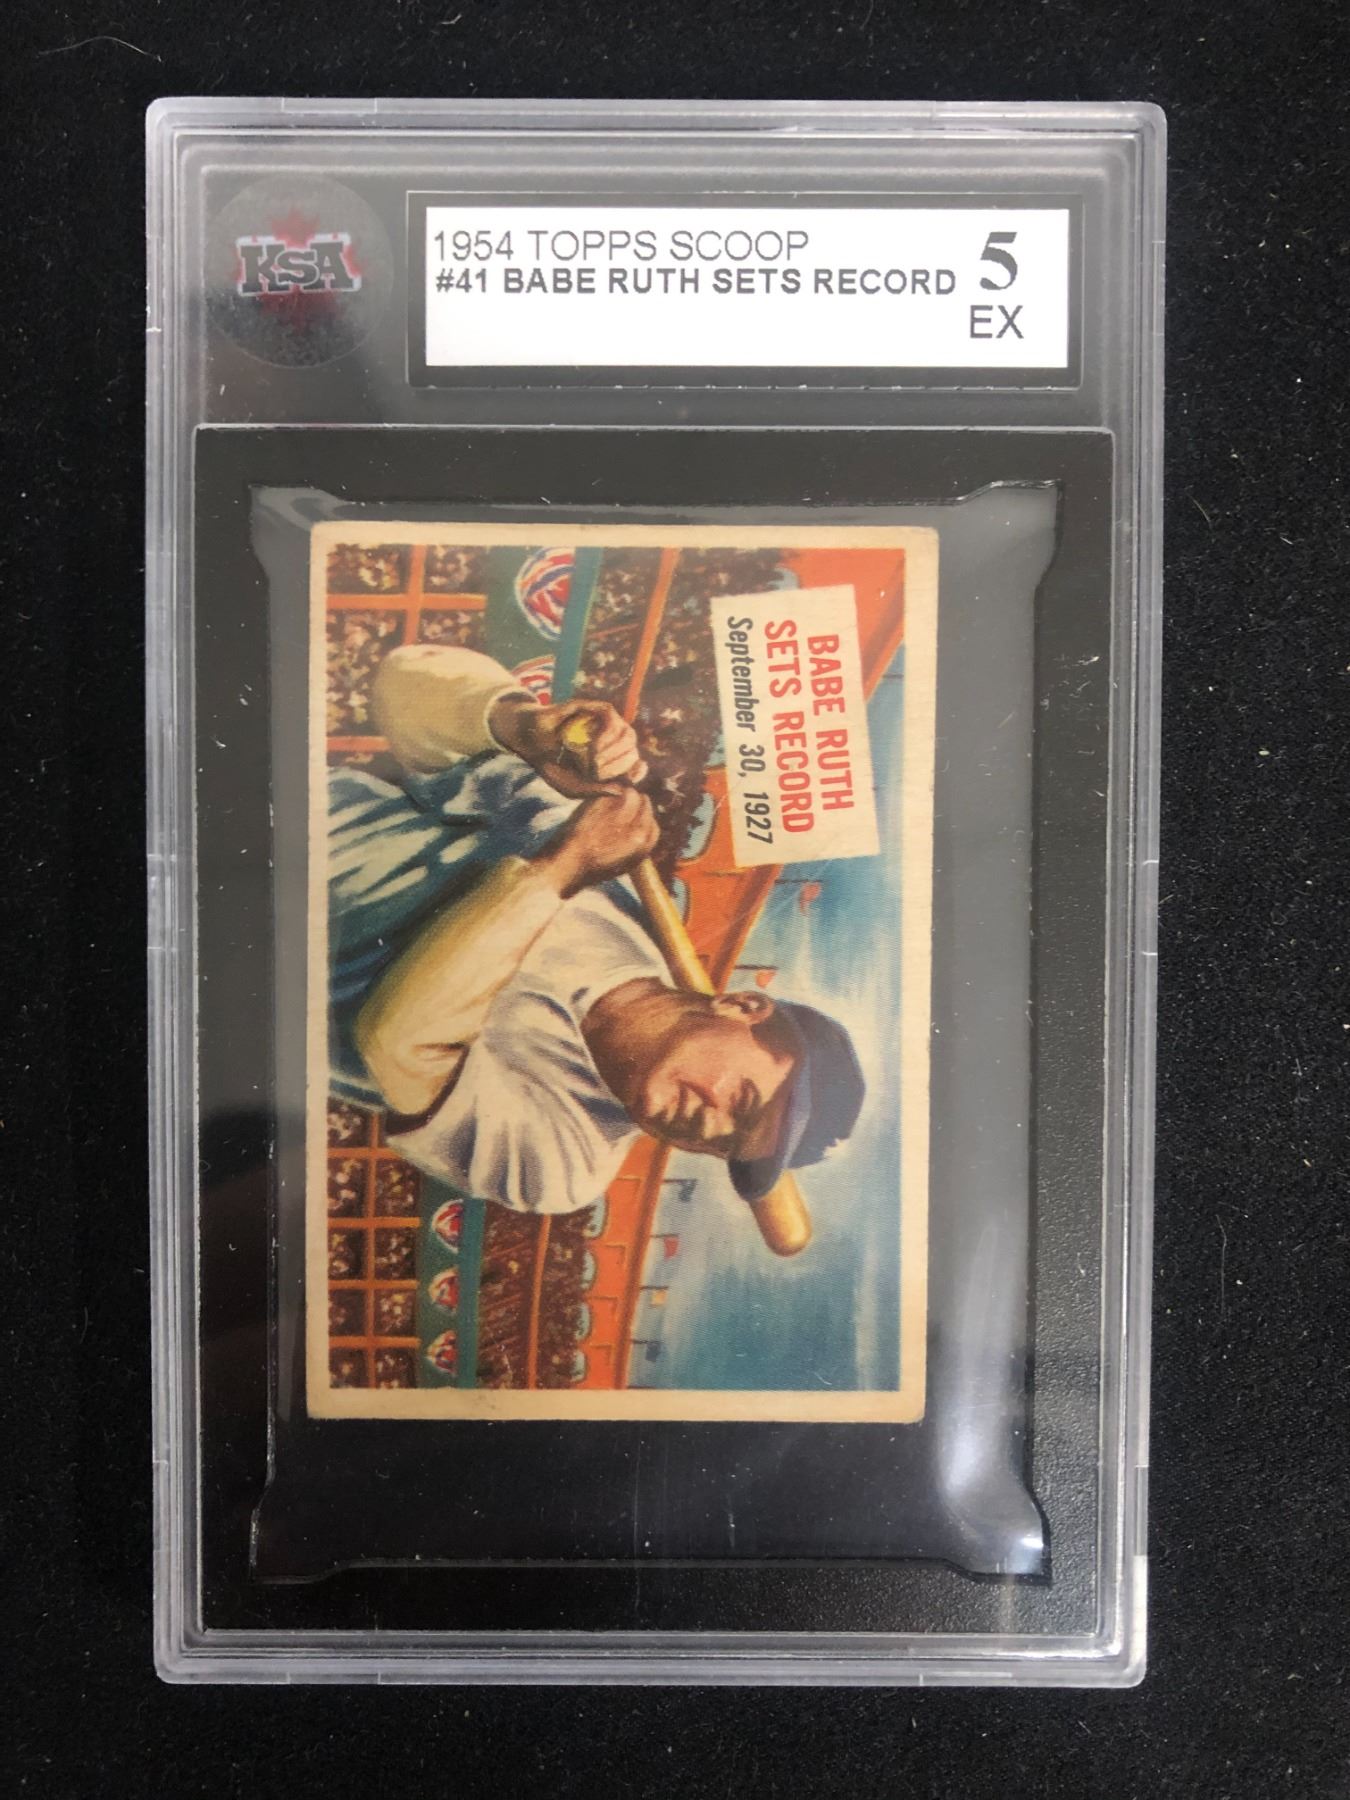 KSA
1954 TOPPS SCOOP
#41 BABE RUTH SETS RECORD
5
EX
BABE RUTH
SETS RECORD
September 30, 1927